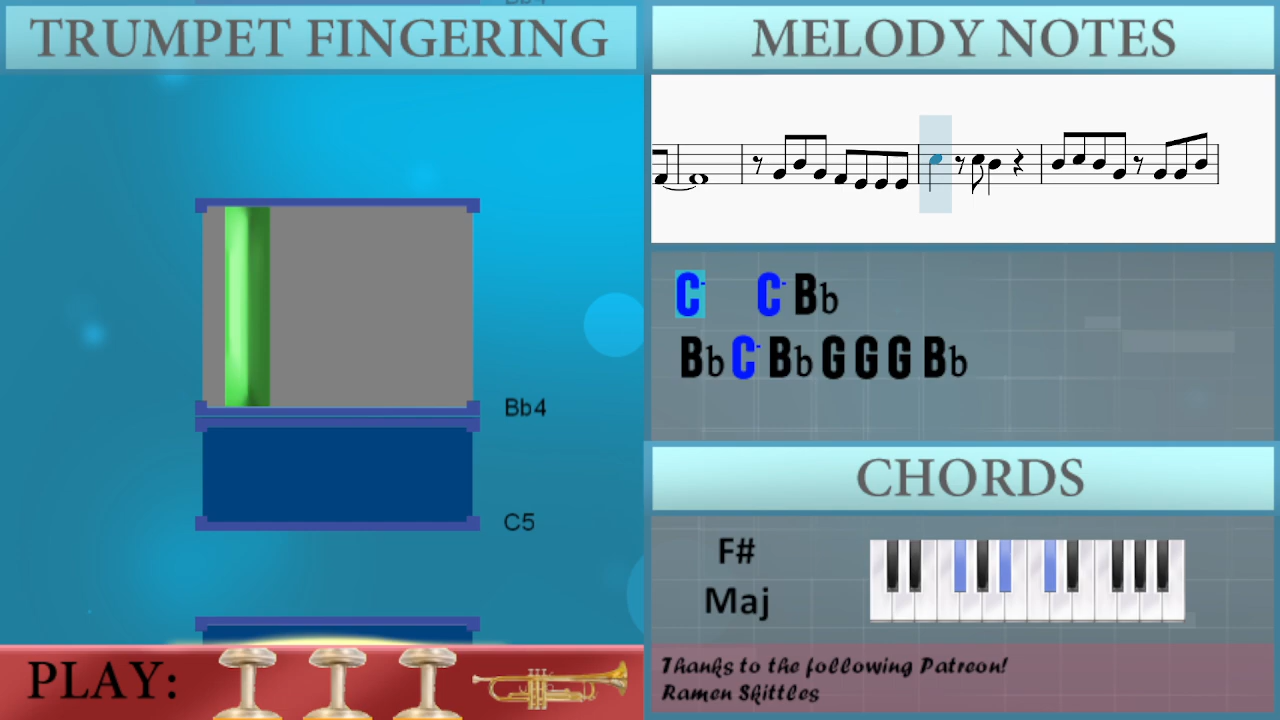 TRUMPET FINGERING
Bb4
C5
PLAY:
MELODY NOTES
C- C- Bb
Bb C- Bb G G G Bb
CHORDS
F#
Maj
Thanks to the following Patreon!
Ramen Skittles